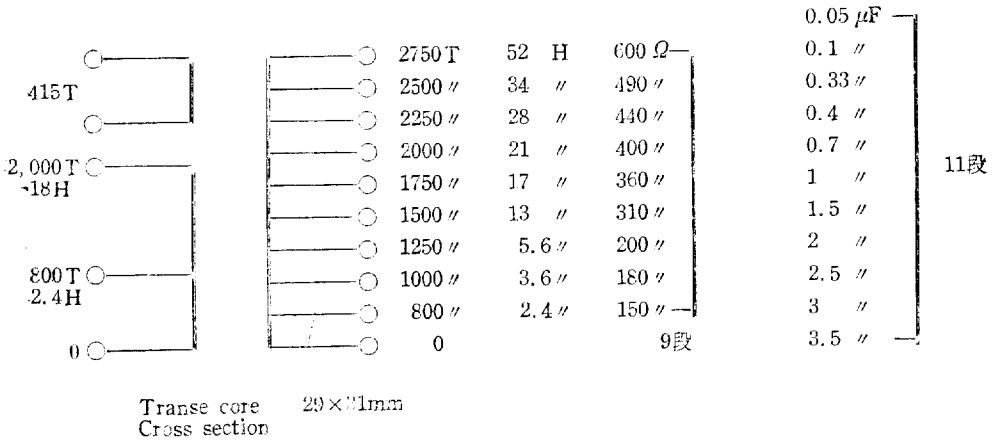 0.05 μF
2750T 52 H 600 Ω
0.1 〃
415T
2500〃 34 〃 490〃
0.33〃
2250〃 28 〃 440〃
0.4 〃
2,000T
2000〃 21 〃 400〃
0.7 〃
18H
1750〃 17 〃 360〃
1 〃
11段
1500〃 13 〃 310〃
1.5 〃
1250〃 5.6〃 200〃
2 〃
800T
1000〃 3.6〃 180〃
2.5 〃
2.4H
800〃 2.4〃 150〃
3 〃
0
0
9段
3.5 〃
Transe core
Cross section